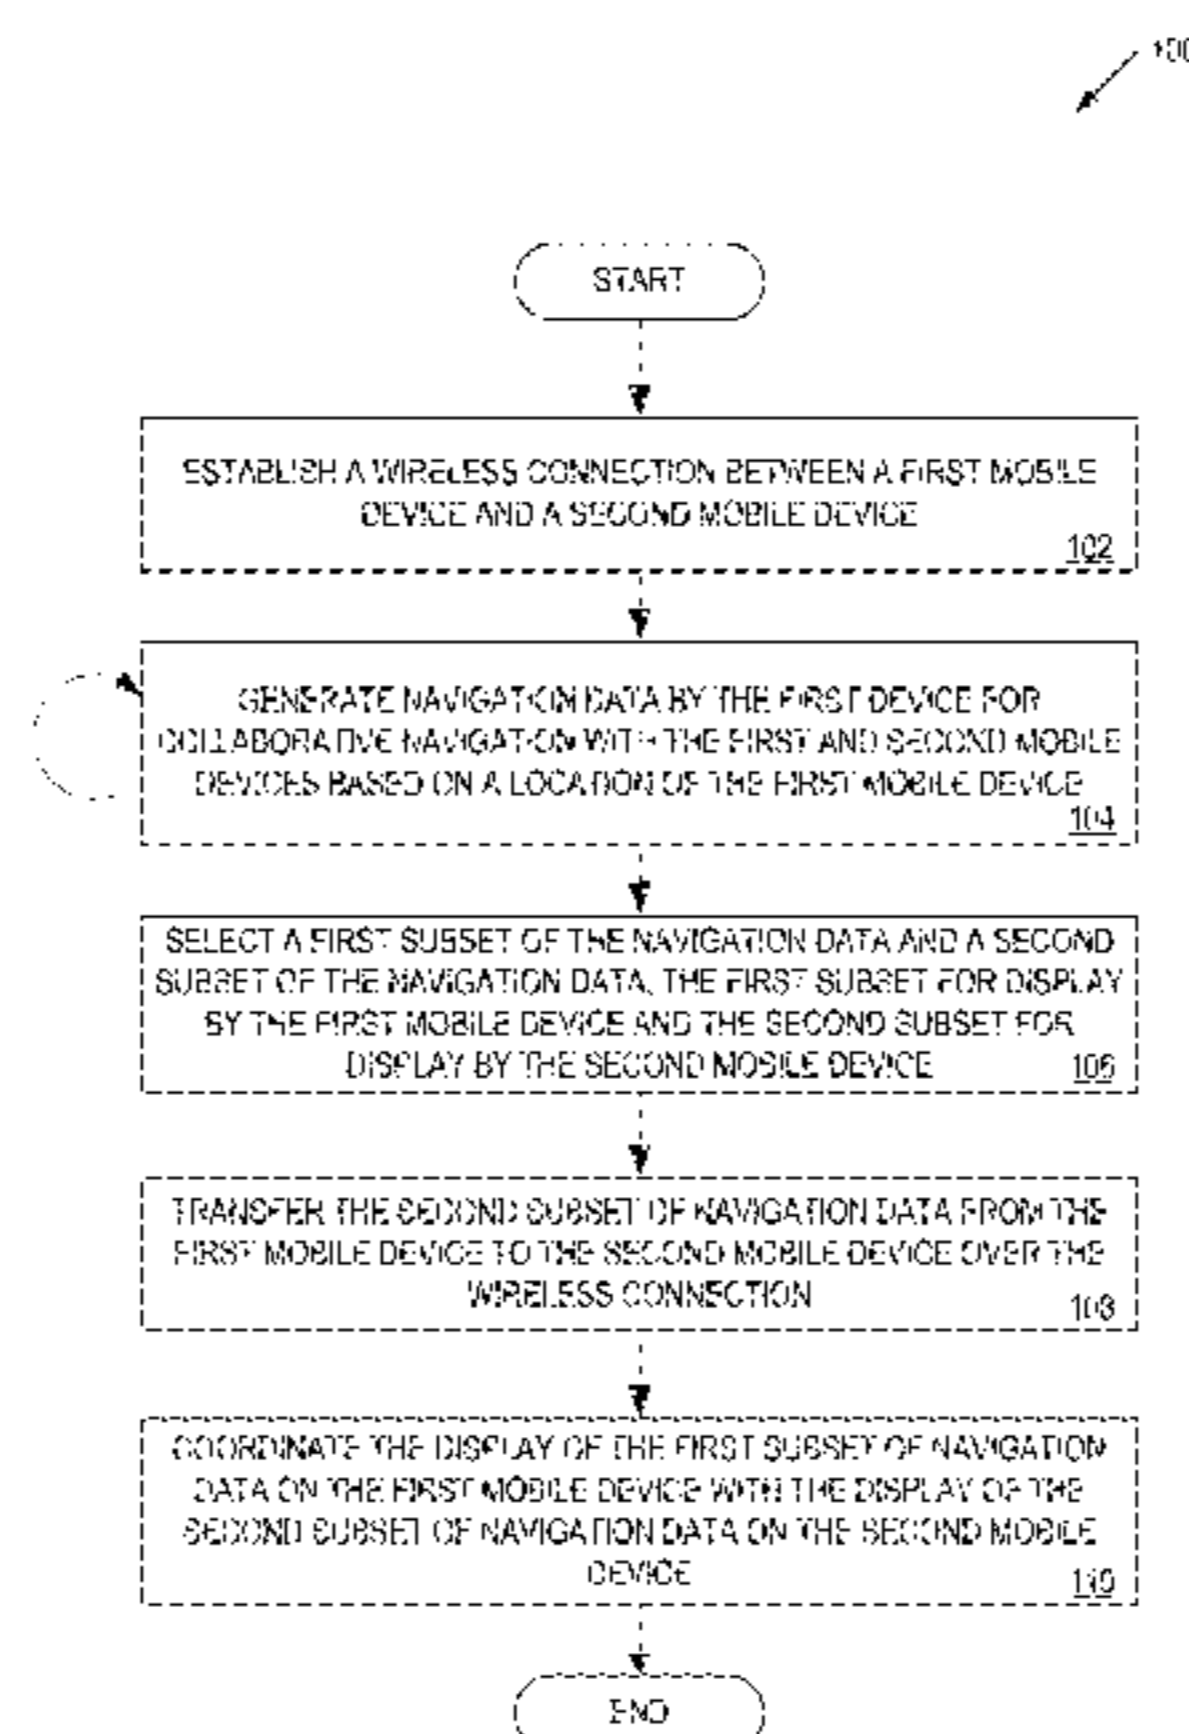 100
START
ESTABLISH A WIRELESS CONNECTION BETWEEN A FIRST MOBILE
DEVICE AND A SECOND MOBILE DEVICE
102
GENERATE NAVIGATION DATA BY THE FIRST DEVICE FOR
COLLABORATIVE NAVIGATION WITH THE FIRST AND SECOND MOBILE
DEVICES BASED ON A LOCATION OF THE FIRST MOBILE DEVICE
104
SELECT A FIRST SUBSET OF THE NAVIGATION DATA AND A SECOND
SUBSET OF THE NAVIGATION DATA, THE FIRST SUBSET FOR DISPLAY
BY THE FIRST MOBILE DEVICE AND THE SECOND SUBSET FOR
DISPLAY BY THE SECOND MOBILE DEVICE
106
TRANSFER THE SECOND SUBSET OF NAVIGATION DATA FROM THE
FIRST MOBILE DEVICE TO THE SECOND MOBILE DEVICE OVER THE
WIRELESS CONNECTION
108
COORDINATE THE DISPLAY OF THE FIRST SUBSET OF NAVIGATION
DATA ON THE FIRST MOBILE DEVICE WITH THE DISPLAY OF THE
SECOND SUBSET OF NAVIGATION DATA ON THE SECOND MOBILE
DEVICE
110
END